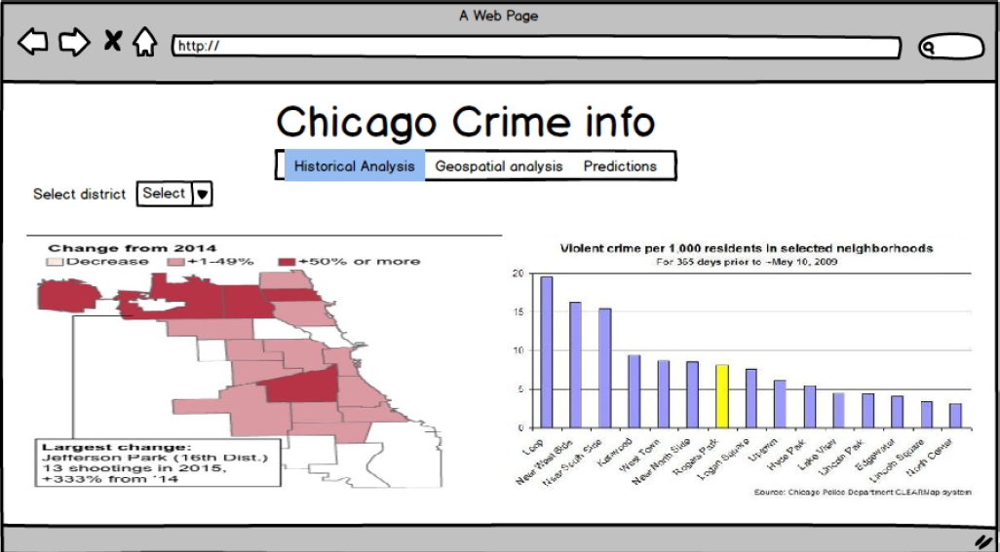 A Web Page
http://
Chicago Crime info
Historical Analysis Geospatial analysis Predictions
Select district Select
Change from 2014
Decrease +1-49% +50% or more
Largest change:
Jefferson Park (16th Dist.)
13 shootings in 2015,
+333% from '14
Violent crime per 1,000 residents in selected neighborhoods
For 365 days prior to ~May 10, 2009
20
15
10
5
0
Loop
Near West Side
Near South Side
Kenwood
West Town
Near North Side
Rogers Park
Logan Square
Uptown
Hyde Park
Lake View
Lincoln Park
Edgewater
Lincoln Square
North Center
Source: Chicago Police Department CLEARMap system